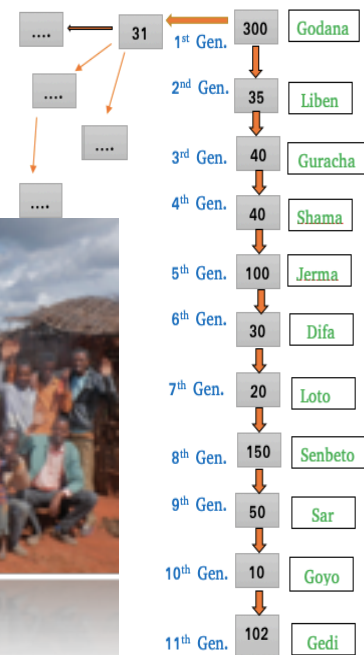 .... 31 300 Godana
1st Gen.
2nd Gen. 35 Liben
....
....
3rd Gen. 40 Guracha
4th Gen. 40 Shama
....
5th Gen. 100 Jerma
6th Gen. 30 Difa
7th Gen. 20 Loto
8th Gen. 150 Senbeto
9th Gen. 50 Sar
10th Gen. 10 Goyo
11th Gen. 102 Gedi